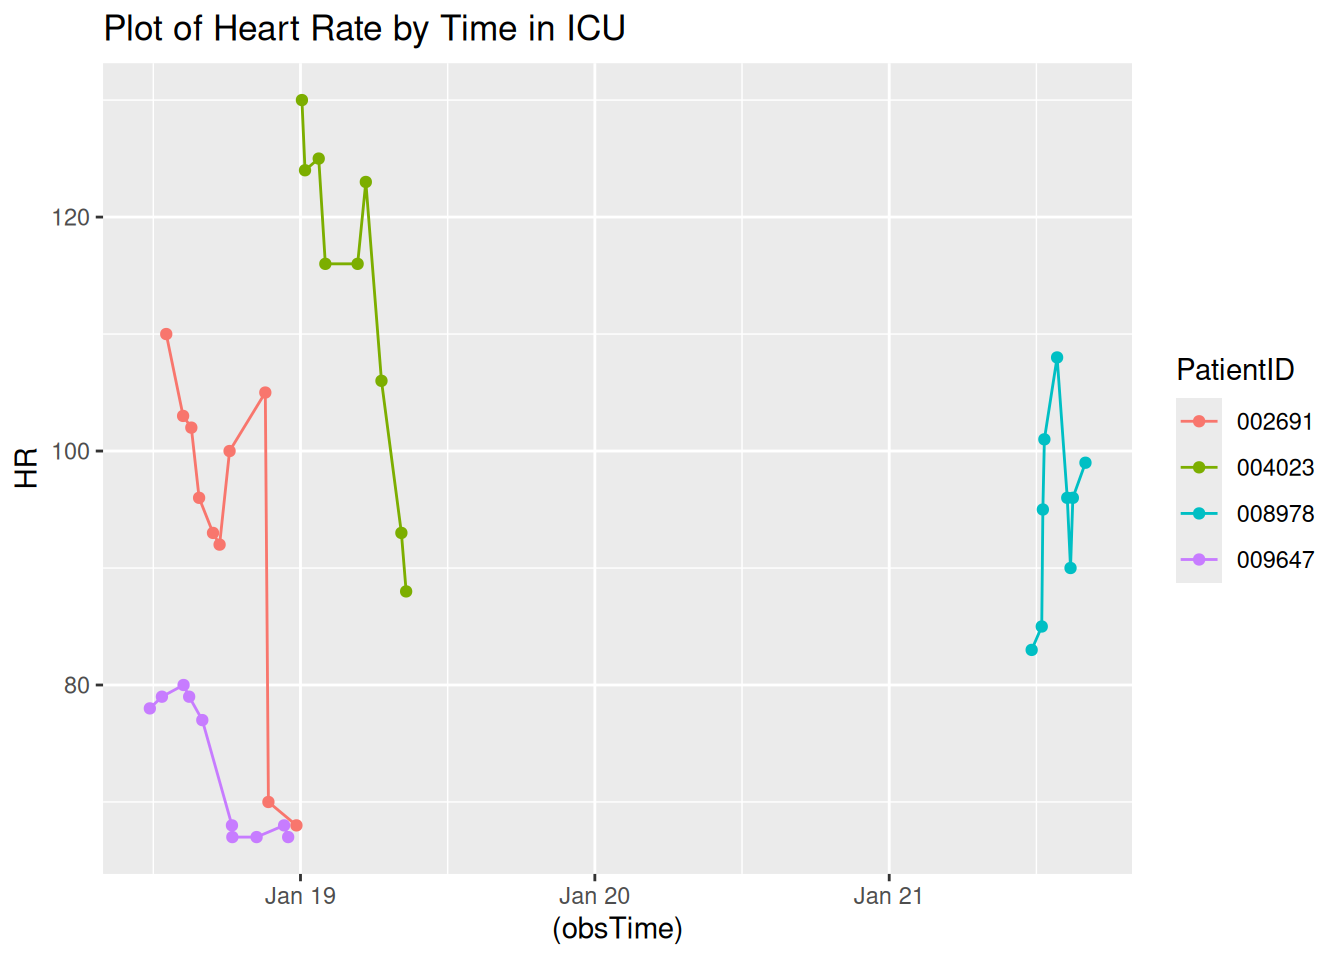 Plot of Heart Rate by Time in ICU
120
100
80
HR
Jan 19
Jan 20
Jan 21
(obsTime)
PatientID
002691
004023
008978
009647